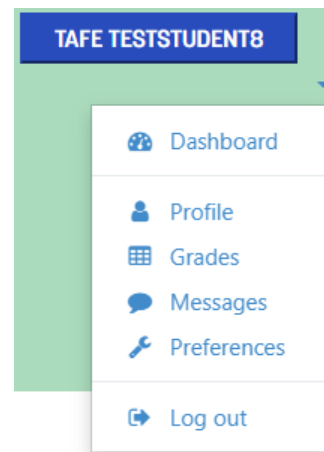 TAFE TESTSTUDENT8
Dashboard
Profile
Grades
Messages
Preferences
Log out